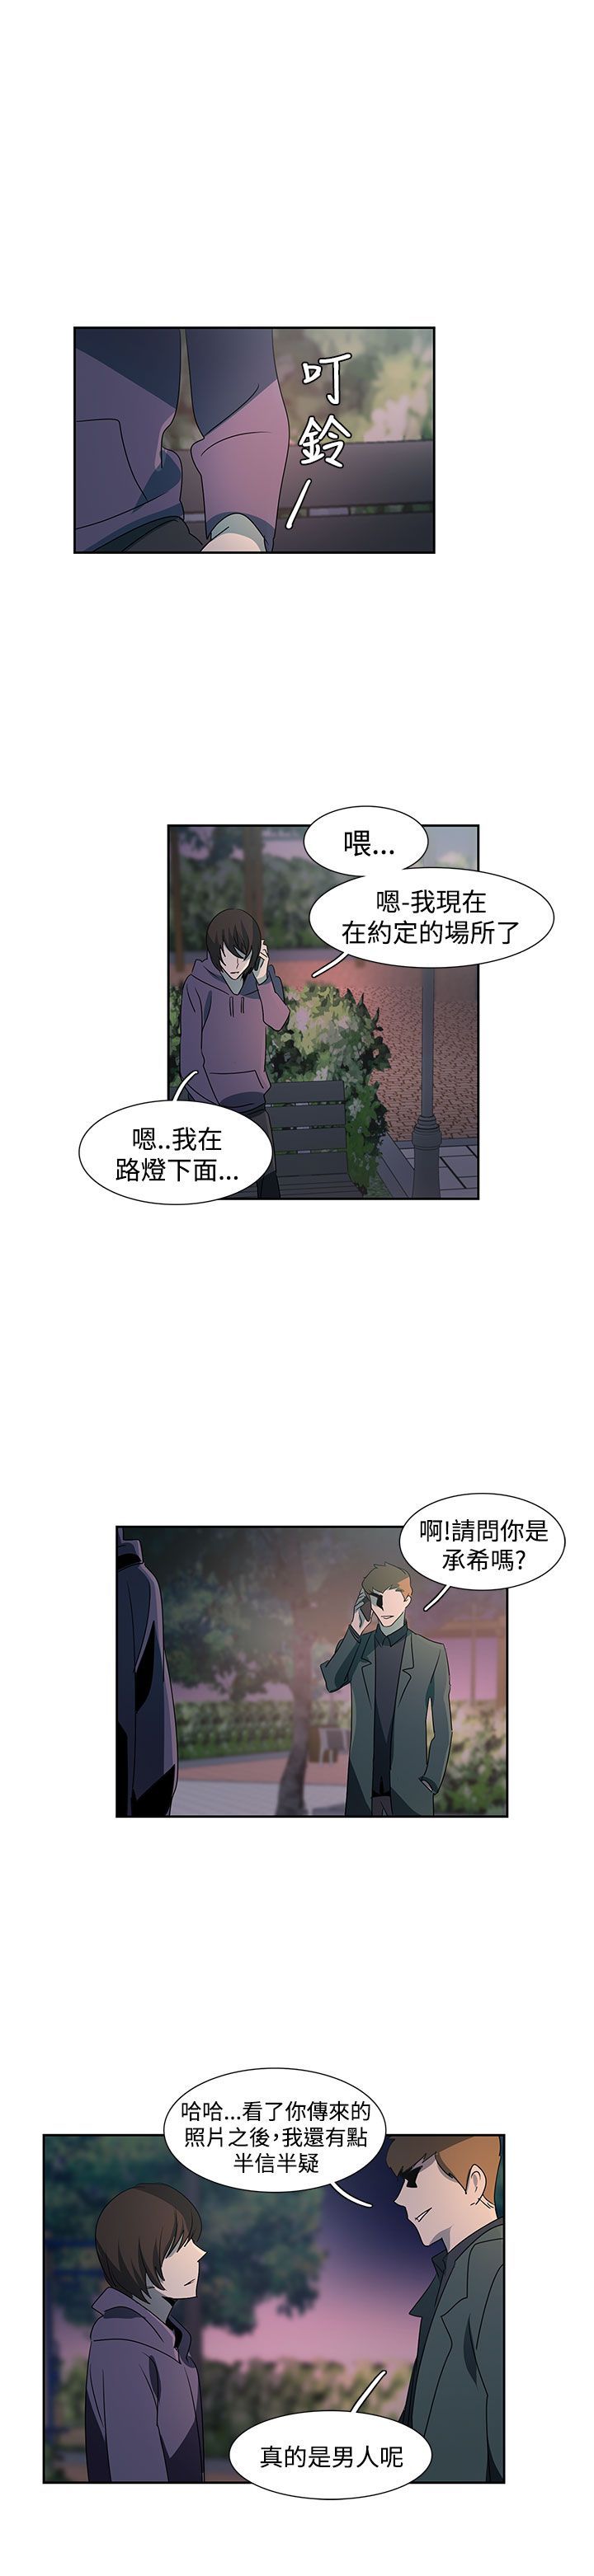 叮
鈴
喂...
嗯-我現在
在約定的場所了
嗯..我在
路燈下面...
啊!請問你是
承希嗎?
哈哈...看了你傳來的
照片之後,我還有點
半信半疑
真的是男人呢